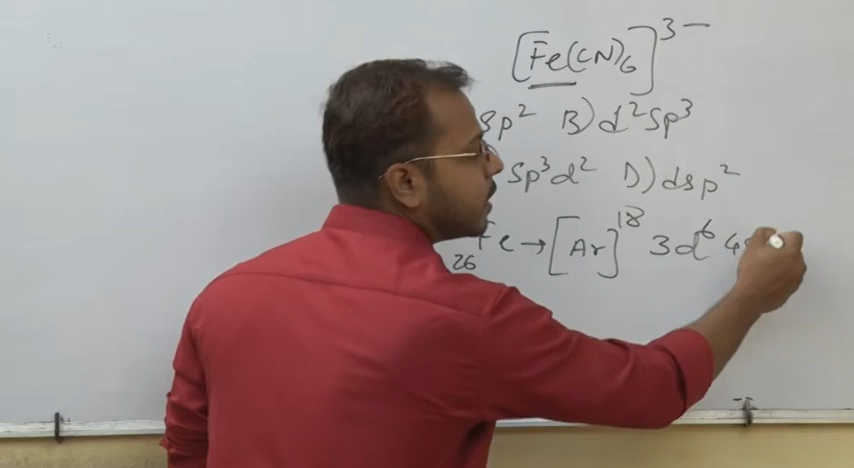 [Fe(CN)6]3-
sp2 B) d2sp3
sp3d2 D) dsp2
26Fe → [Ar]18 3d6 4s